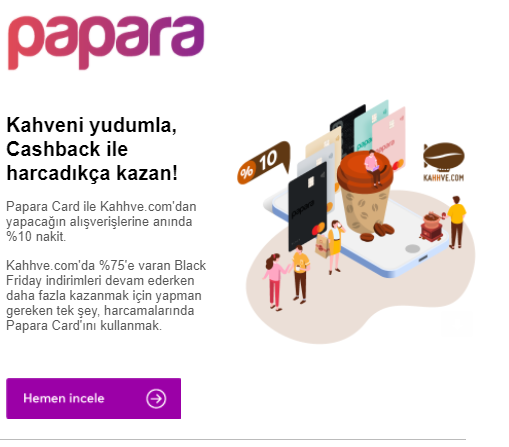 papara
Kahveni yudumla,
Cashback ile
harcadıkça kazan!
% 10
papara
KAHHVE.COM
Papara Card ile Kahhve.com'dan
yapacağın alışverişlerine anında
%10 nakit.
Kahhve.com'da %75'e varan Black
Friday indirimleri devam ederken
daha fazla kazanmak için yapman
gereken tek şey, harcamalarında
Papara Card'ını kullanmak.
Hemen incele